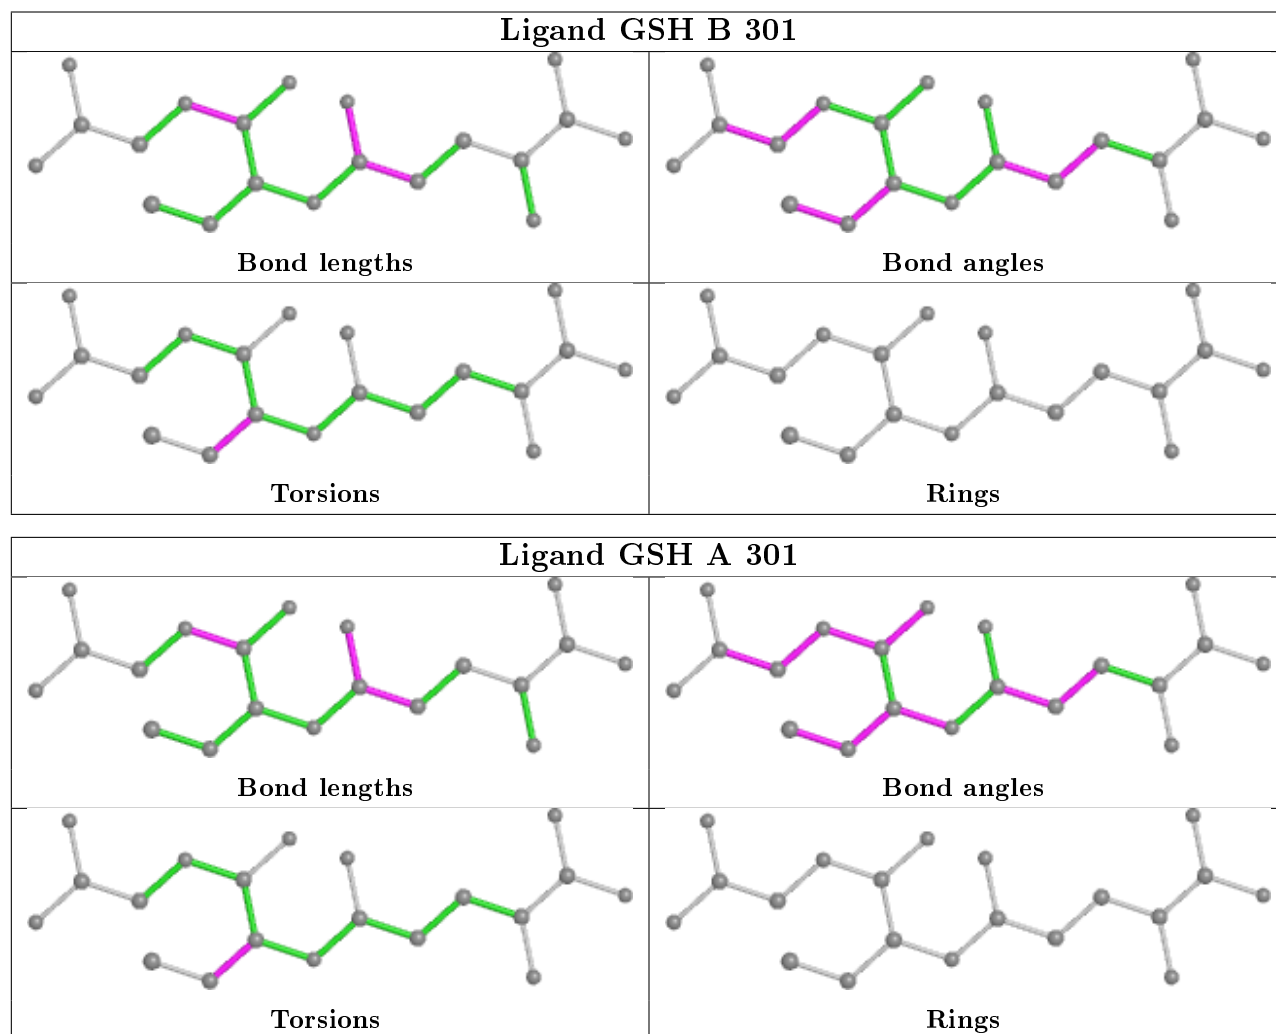 Ligand GSH B 301
Bond lengths
Bond angles
Torsions
Rings
Ligand GSH A 301
Bond lengths
Bond angles
Torsions
Rings